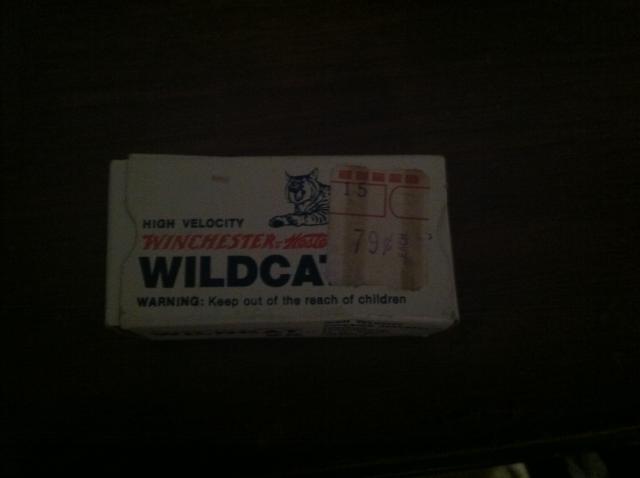 15
79¢
HIGH VELOCITY
WINCHESTER
WILDCA
WARNING: Keep out of the reach of children